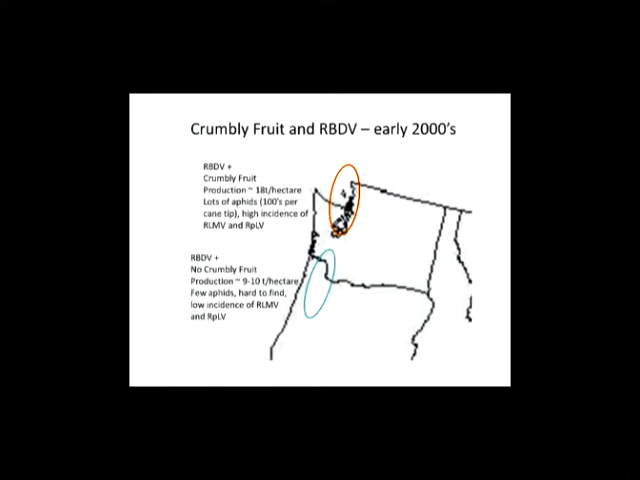 Crumbly Fruit and RBDV – early 2000's
RBDV +
Crumbly Fruit
Production ~ 18t/hectare
Lots of aphids (100's per
cane tip), high incidence of
RLMV and RpLV
RBDV +
No Crumbly Fruit
Production ~ 9-10 t/hectare,
Few aphids, hard to find,
low incidence of RLMV
and RpLV